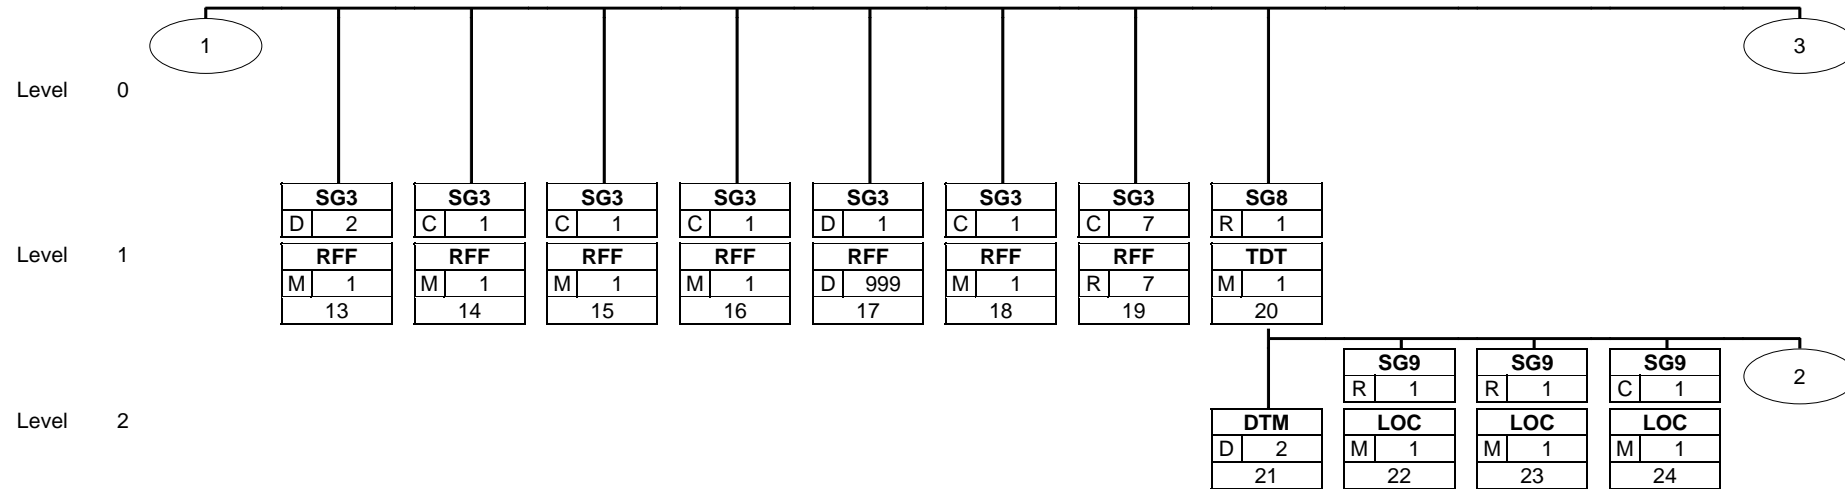 1 3
Level 0
SG3 SG3 SG3 SG3 SG3 SG3 SG3 SG8
D 2 C 1 C 1 C 1 D 1 C 1 C 7 R 1
Level 1
RFF RFF RFF RFF RFF RFF RFF TDT
M 1 M 1 M 1 M 1 D 999 M 1 R 7 M 1
13 14 15 16 17 18 19 20
SG9 SG9 SG9
R 1 R 1 C 1
2
Level 2
DTM LOC LOC LOC
D 2 M 1 M 1 M 1
21 22 23 24